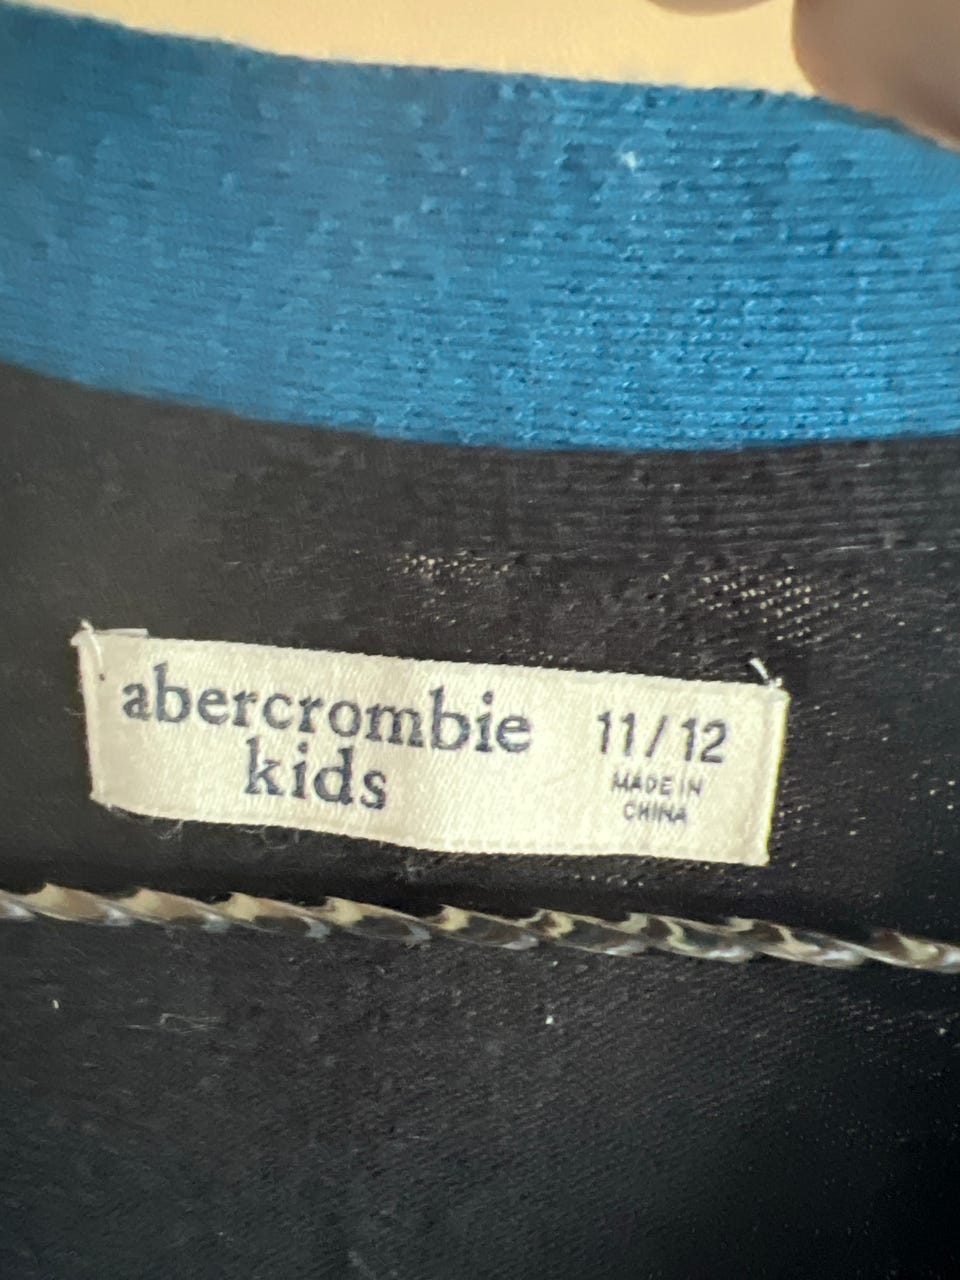 abercrombie
kids
11/12
MADE IN
CHINA